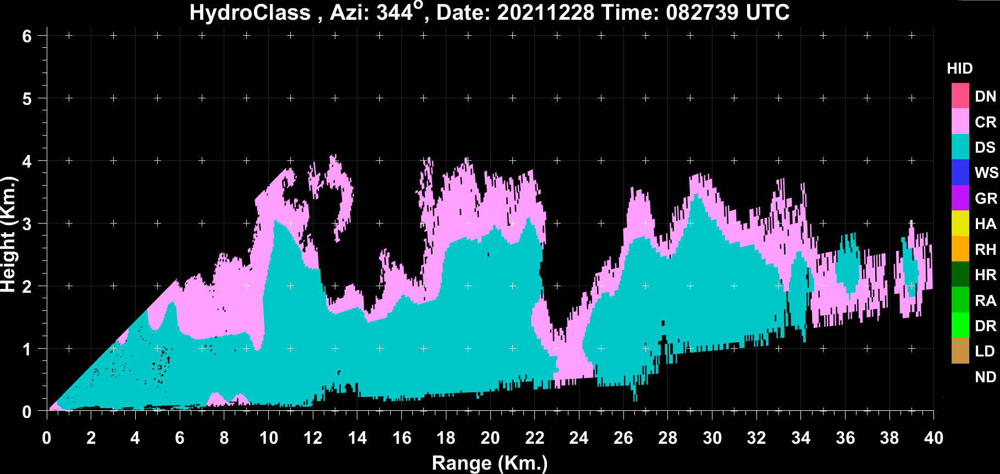 HydroClass , Azi: 344o, Date: 20211228 Time: 082739 UTC
6
5
4
3
2
1
0
Height (Km.)
0 2 4 6 8 10 12 14 16 18 20 22 24 26 28 30 32 34 36 38 40
Range (Km.)
HID
DN
CR
DS
WS
GR
HA
RH
HR
RA
DR
LD
ND